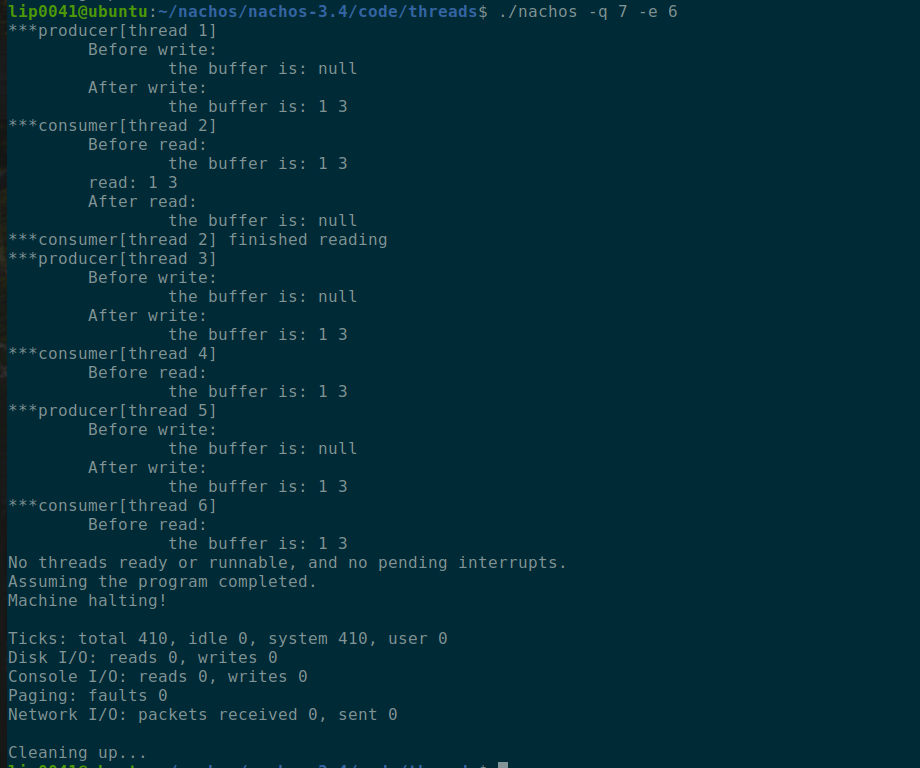 lip0041@ubuntu:~/nachos/nachos-3.4/code/threads$ ./nachos -q 7 -e 6
***producer[thread 1]
Before write:
the buffer is: null
After write:
the buffer is: 1 3
***consumer[thread 2]
Before read:
the buffer is: 1 3
read: 1 3
After read:
the buffer is: null
***consumer[thread 2] finished reading
***producer[thread 3]
Before write:
the buffer is: null
After write:
the buffer is: 1 3
***consumer[thread 4]
Before read:
the buffer is: 1 3
***producer[thread 5]
Before write:
the buffer is: null
After write:
the buffer is: 1 3
***consumer[thread 6]
Before read:
the buffer is: 1 3
No threads ready or runnable, and no pending interrupts.
Assuming the program completed.
Machine halting!
Ticks: total 410, idle 0, system 410, user 0
Disk I/O: reads 0, writes 0
Console I/O: reads 0, writes 0
Paging: faults 0
Network I/O: packets received 0, sent 0
Cleaning up...